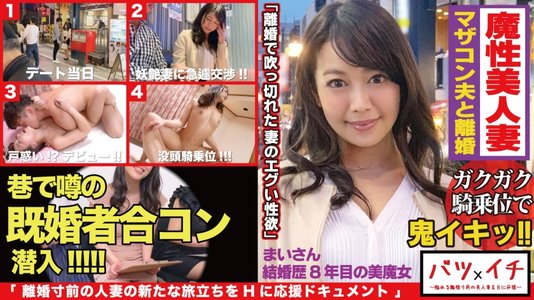 1
デート当日
2
妖艶妻に急遽交渉!!
3
戸惑い!?デビュー!!
4
没頭騎乗位!!!
巷で噂の
既婚者合コン
潜入!!!!!
「離婚で吹っ切れた妻のエグい性欲」
魔性美人妻
マザコン夫と離婚
ガクガク
騎乗位で
鬼イキッ!!
まいさん
結婚歴8年目の美魔女
バツ×イチ
「離婚寸前の人妻の新たな旅立ちをHに応援ドキュメント」